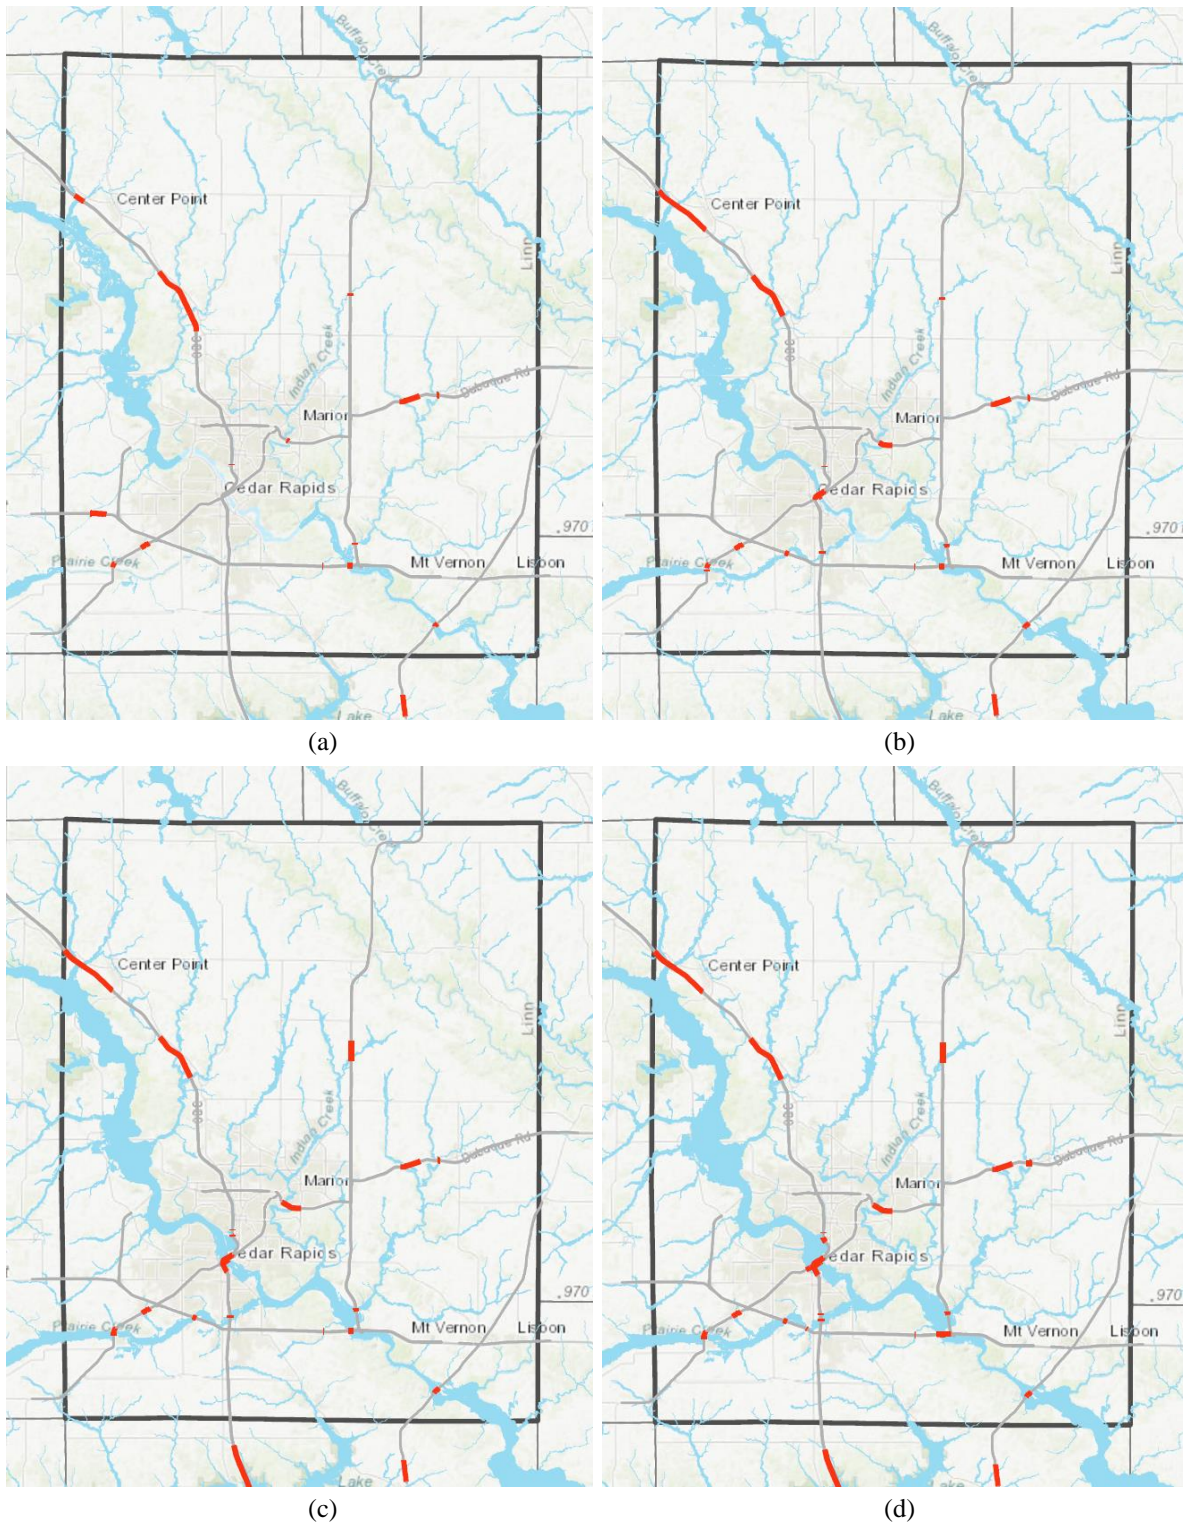 Buffalo Creek
Center Point
Linn
380
Indian Creek
Dubuque Rd
Marion
Cedar Rapids
970
Prairie Creek
Mt Vernon
Lisbon
Lake
(a)
Buffalo Creek
Center Point
Linn
380
Indian Creek
Dubuque Rd
Marion
Cedar Rapids
970
Prairie Creek
Mt Vernon
Lisbon
Lake
(b)
Buffalo Creek
Center Point
Linn
380
Indian Creek
Dubuque Rd
Marion
Cedar Rapids
970
Prairie Creek
Mt Vernon
Lisbon
Lake
(c)
Buffalo Creek
Center Point
Linn
380
Indian Creek
Dubuque Rd
Marion
Cedar Rapids
970
Prairie Creek
Mt Vernon
Lisbon
Lake
(d)